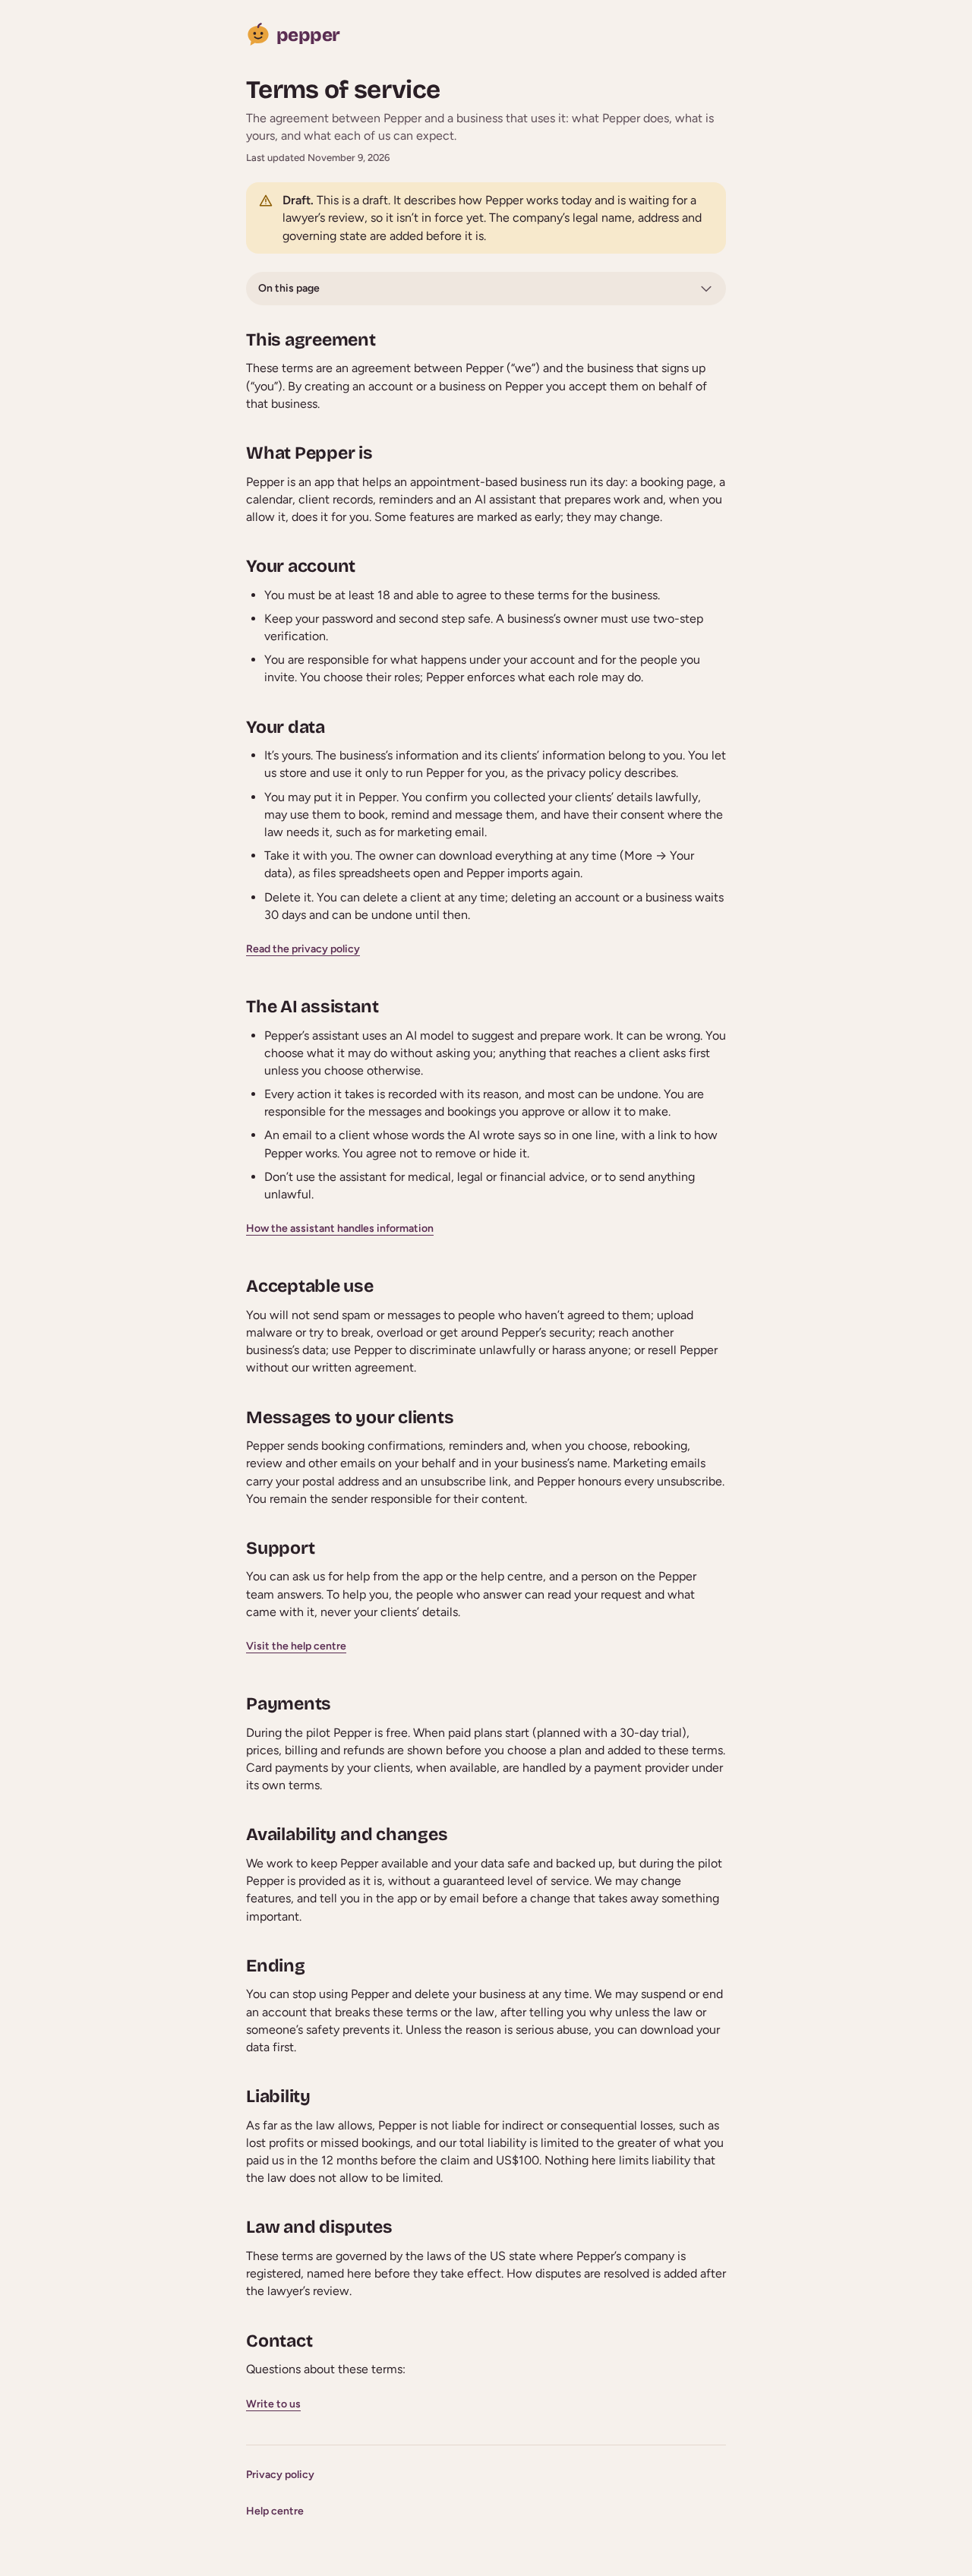 pepper
Terms of service
The agreement between Pepper and a business that uses it: what Pepper does, what is
yours, and what each of us can expect.
Last updated November 9, 2026
Draft. This is a draft. It describes how Pepper works today and is waiting for a
lawyer’s review, so it isn’t in force yet. The company’s legal name, address and
governing state are added before it is.
On this page
This agreement
These terms are an agreement between Pepper (“we”) and the business that signs up
(“you”). By creating an account or a business on Pepper you accept them on behalf of
that business.
What Pepper is
Pepper is an app that helps an appointment-based business run its day: a booking page, a
calendar, client records, reminders and an AI assistant that prepares work and, when you
allow it, does it for you. Some features are marked as early; they may change.
Your account
• You must be at least 18 and able to agree to these terms for the business.
• Keep your password and second step safe. A business’s owner must use two-step
verification.
• You are responsible for what happens under your account and for the people you
invite. You choose their roles; Pepper enforces what each role may do.
Your data
• It’s yours. The business’s information and its clients’ information belong to you. You let
us store and use it only to run Pepper for you, as the privacy policy describes.
• You may put it in Pepper. You confirm you collected your clients’ details lawfully,
may use them to book, remind and message them, and have their consent where the
law needs it, such as for marketing email.
• Take it with you. The owner can download everything at any time (More → Your
data), as files spreadsheets open and Pepper imports again.
• Delete it. You can delete a client at any time; deleting an account or a business waits
30 days and can be undone until then.
Read the privacy policy
The AI assistant
• Pepper’s assistant uses an AI model to suggest and prepare work. It can be wrong. You
choose what it may do without asking you; anything that reaches a client asks first
unless you choose otherwise.
• Every action it takes is recorded with its reason, and most can be undone. You are
responsible for the messages and bookings you approve or allow it to make.
• An email to a client whose words the AI wrote says so in one line, with a link to how
Pepper works. You agree not to remove or hide it.
• Don’t use the assistant for medical, legal or financial advice, or to send anything
unlawful.
How the assistant handles information
Acceptable use
You will not send spam or messages to people who haven’t agreed to them; upload
malware or try to break, overload or get around Pepper’s security; reach another
business’s data; use Pepper to discriminate unlawfully or harass anyone; or resell Pepper
without our written agreement.
Messages to your clients
Pepper sends booking confirmations, reminders and, when you choose, rebooking,
review and other emails on your behalf and in your business’s name. Marketing emails
carry your postal address and an unsubscribe link, and Pepper honours every unsubscribe.
You remain the sender responsible for their content.
Support
You can ask us for help from the app or the help centre, and a person on the Pepper
team answers. To help you, the people who answer can read your request and what
came with it, never your clients’ details.
Visit the help centre
Payments
During the pilot Pepper is free. When paid plans start (planned with a 30-day trial),
prices, billing and refunds are shown before you choose a plan and added to these terms.
Card payments by your clients, when available, are handled by a payment provider under
its own terms.
Availability and changes
We work to keep Pepper available and your data safe and backed up, but during the pilot
Pepper is provided as it is, without a guaranteed level of service. We may change
features, and tell you in the app or by email before a change that takes away something
important.
Ending
You can stop using Pepper and delete your business at any time. We may suspend or end
an account that breaks these terms or the law, after telling you why unless the law or
someone’s safety prevents it. Unless the reason is serious abuse, you can download your
data first.
Liability
As far as the law allows, Pepper is not liable for indirect or consequential losses, such as
lost profits or missed bookings, and our total liability is limited to the greater of what you
paid us in the 12 months before the claim and US$100. Nothing here limits liability that
the law does not allow to be limited.
Law and disputes
These terms are governed by the laws of the US state where Pepper’s company is
registered, named here before they take effect. How disputes are resolved is added after
the lawyer’s review.
Contact
Questions about these terms:
Write to us
Privacy policy
Help centre